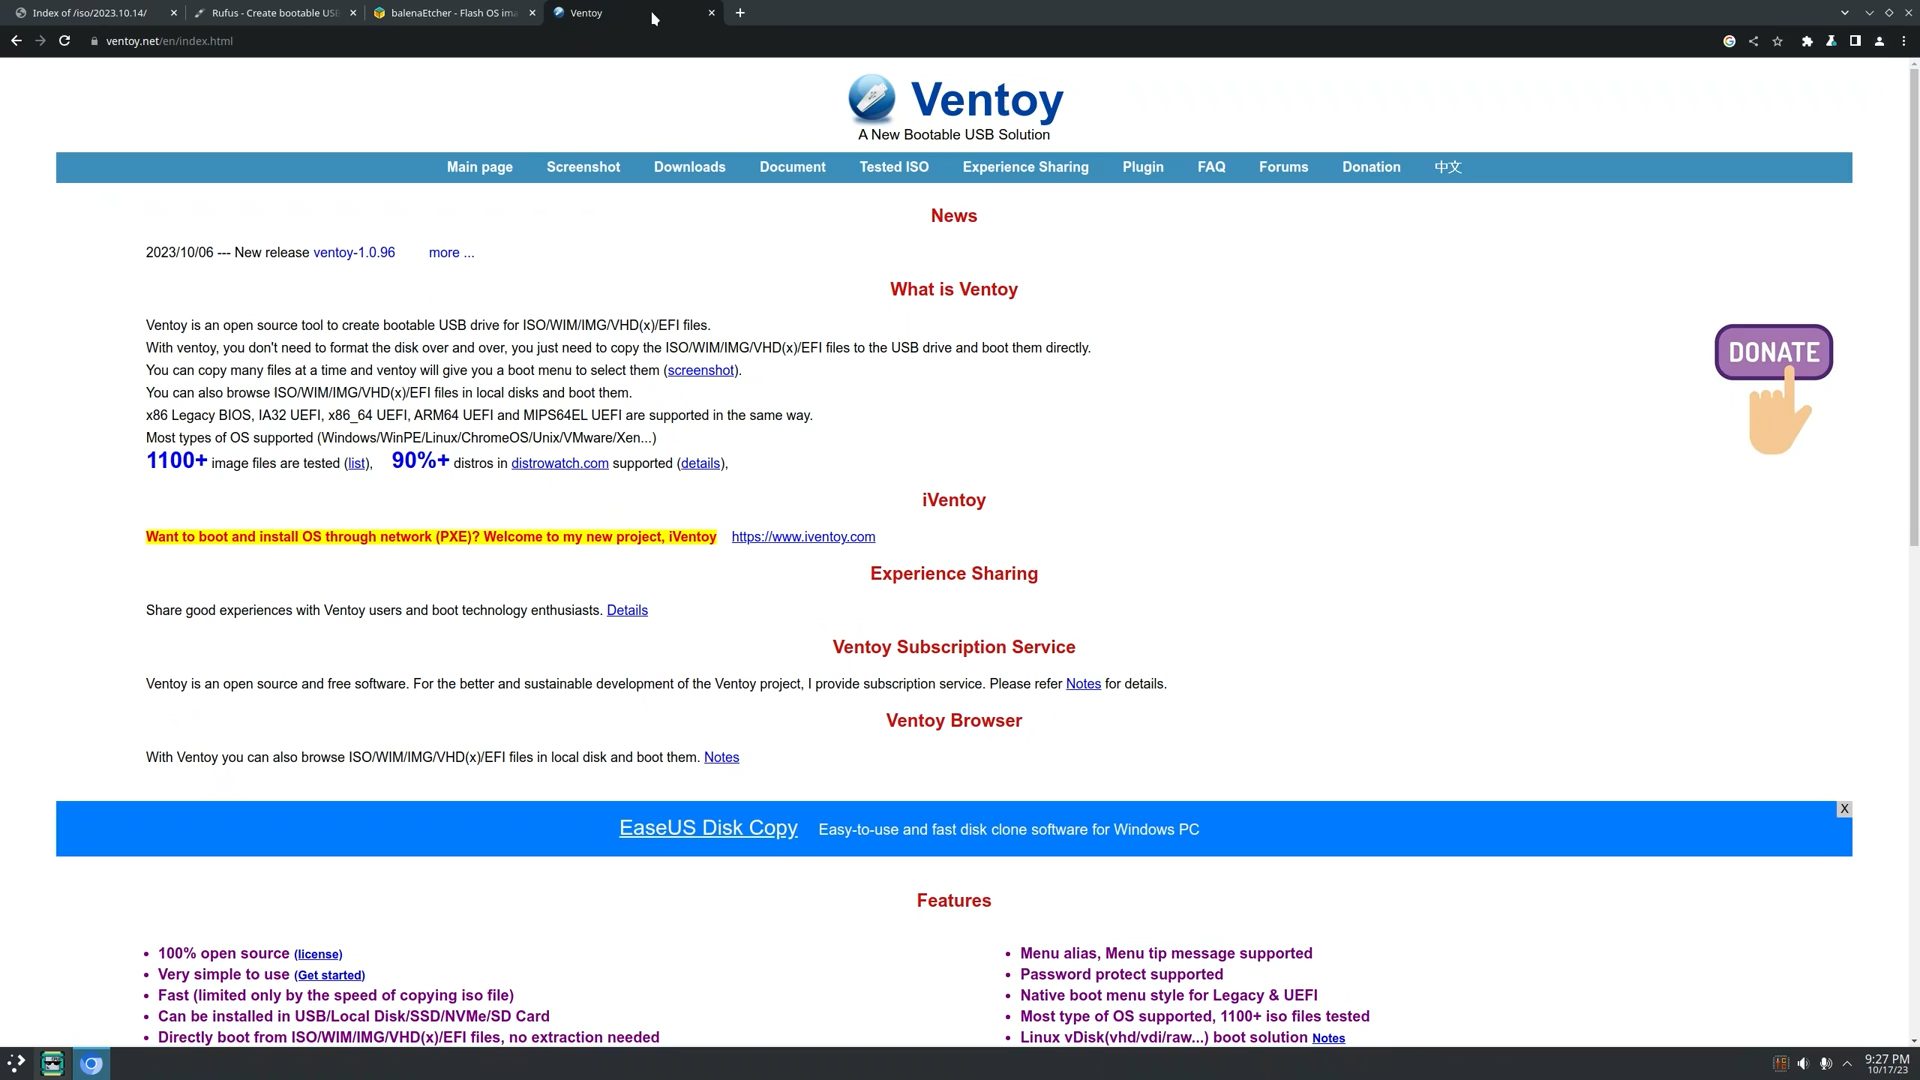 Index of /iso/2023.10.14/
Rufus - Create bootable USB
balenaEtcher - Flash OS ima
Ventoy
ventoy.net/en/index.html
Ventoy
A New Bootable USB Solution
Main page Screenshot Downloads Document Tested ISO Experience Sharing Plugin FAQ Forums Donation 中文
News
2023/10/06 --- New release ventoy-1.0.96 more ...
What is Ventoy
Ventoy is an open source tool to create bootable USB drive for ISO/WIM/IMG/VHD(x)/EFI files.
With ventoy, you don't need to format the disk over and over, you just need to copy the ISO/WIM/IMG/VHD(x)/EFI files to the USB drive and boot them directly.
You can copy many files at a time and ventoy will give you a boot menu to select them (screenshot).
You can also browse ISO/WIM/IMG/VHD(x)/EFI files in local disks and boot them.
x86 Legacy BIOS, IA32 UEFI, x86_64 UEFI, ARM64 UEFI and MIPS64EL UEFI are supported in the same way.
Most types of OS supported (Windows/WinPE/Linux/ChromeOS/Unix/VMware/Xen...)
1100+ image files are tested (list), 90%+ distros in distrowatch.com supported (details),
DONATE
iVentoy
Want to boot and install OS through network (PXE)? Welcome to my new project, iVentoy https://www.iventoy.com
Experience Sharing
Share good experiences with Ventoy users and boot technology enthusiasts. Details
Ventoy Subscription Service
Ventoy is an open source and free software. For the better and sustainable development of the Ventoy project, I provide subscription service. Please refer Notes for details.
Ventoy Browser
With Ventoy you can also browse ISO/WIM/IMG/VHD(x)/EFI files in local disk and boot them. Notes
X
EaseUS Disk Copy Easy-to-use and fast disk clone software for Windows PC
Features
• 100% open source (license)
• Very simple to use (Get started)
• Fast (limited only by the speed of copying iso file)
• Can be installed in USB/Local Disk/SSD/NVMe/SD Card
• Directly boot from ISO/WIM/IMG/VHD(x)/EFI files, no extraction needed
• Menu alias, Menu tip message supported
• Password protect supported
• Native boot menu style for Legacy & UEFI
• Most type of OS supported, 1100+ iso files tested
• Linux vDisk(vhd/vdi/raw...) boot solution Notes
9:27 PM
10/17/23